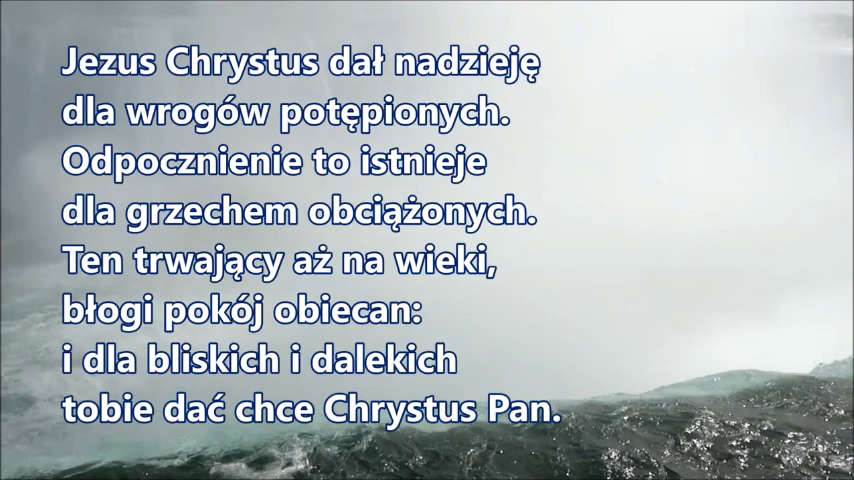 Jezus Chrystus dał nadzieję
dla wrogów potępionych.
Odpocznienie to istnieje
dla grzechem obciążonych.
Ten trwający aż na wieki,
błogi pokój obiecan:
i dla bliskich i dalekich
tobie dać chce Chrystus Pan.